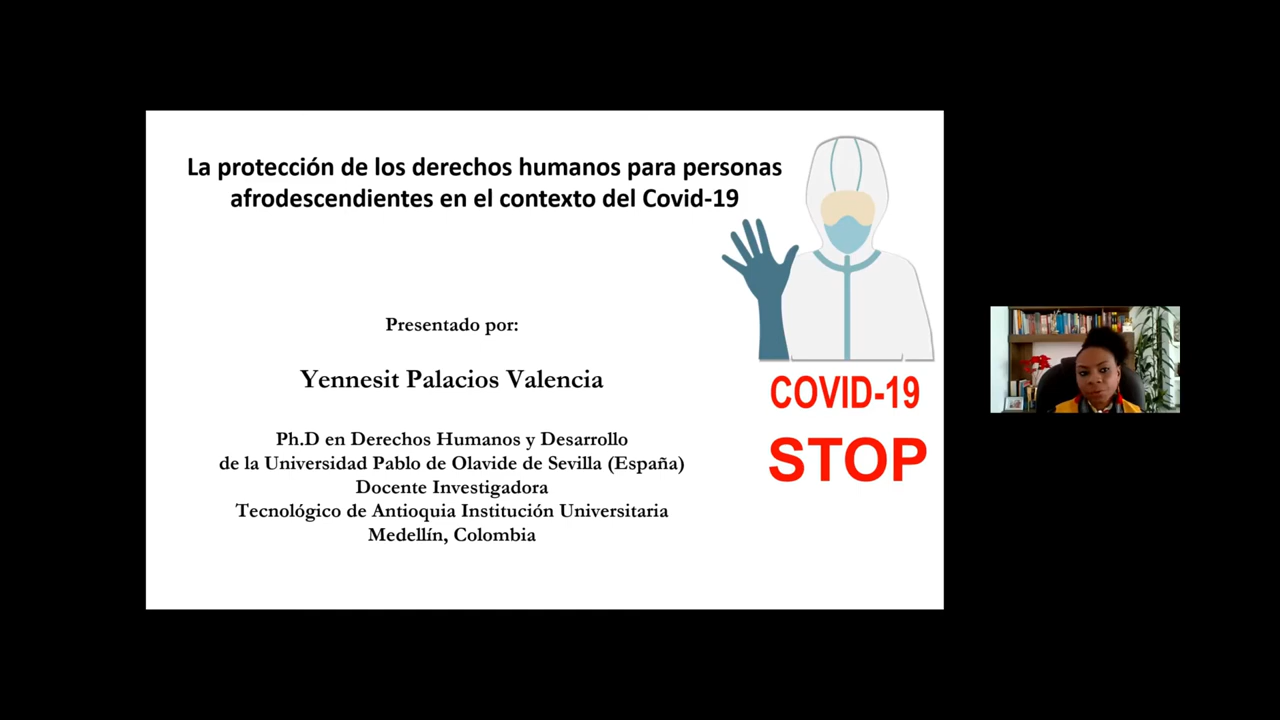 La protección de los derechos humanos para personas
afrodescendientes en el contexto del Covid-19
Presentado por:
Yennesit Palacios Valencia
Ph.D en Derechos Humanos y Desarrollo
de la Universidad Pablo de Olavide de Sevilla (España)
Docente Investigadora
Tecnológico de Antioquia Institución Universitaria
Medellín, Colombia
COVID-19
STOP